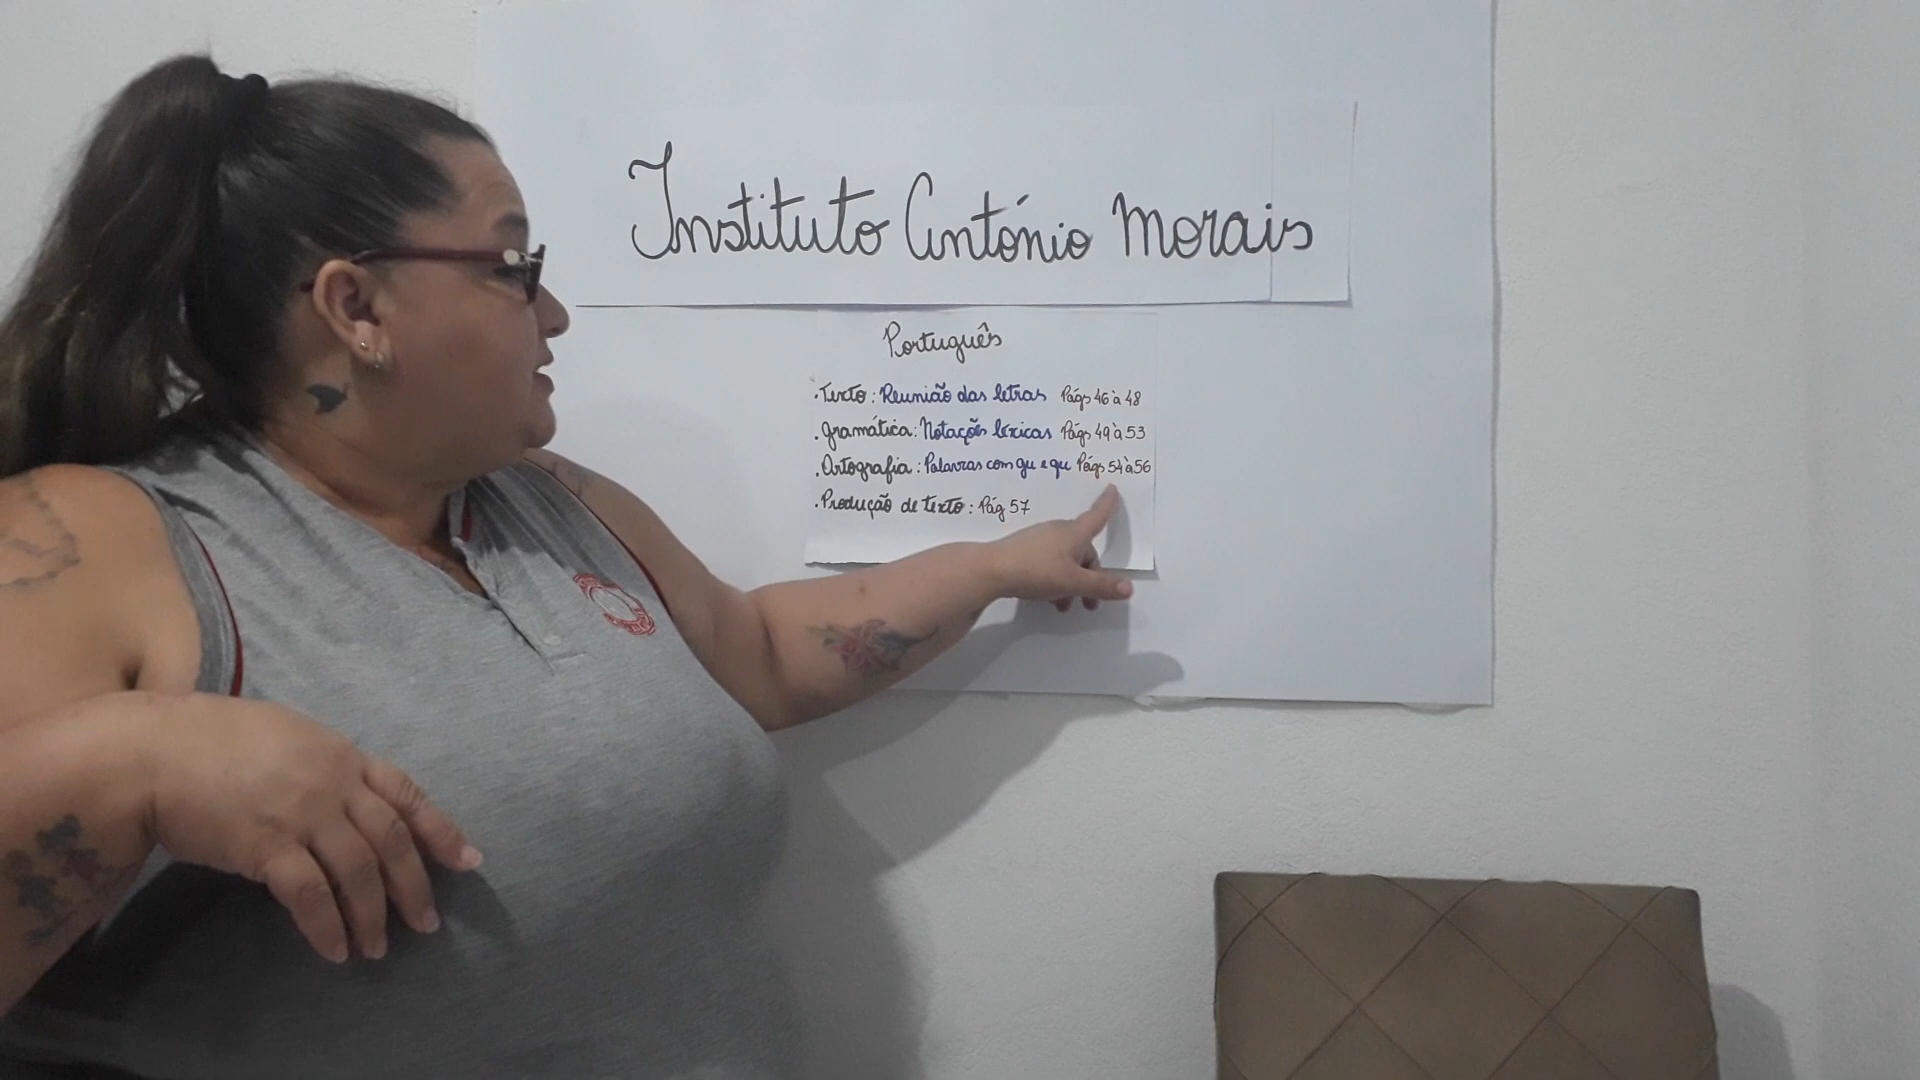 Instituto António Morais
Português
. Texto : Reunião das letras Págs 46 à 48
. Gramática : Notações léxicas Págs 49 à 53
. Ortografia : Palavras com gu e qu Págs 54 à 56
. Produção de texto : Pág 57